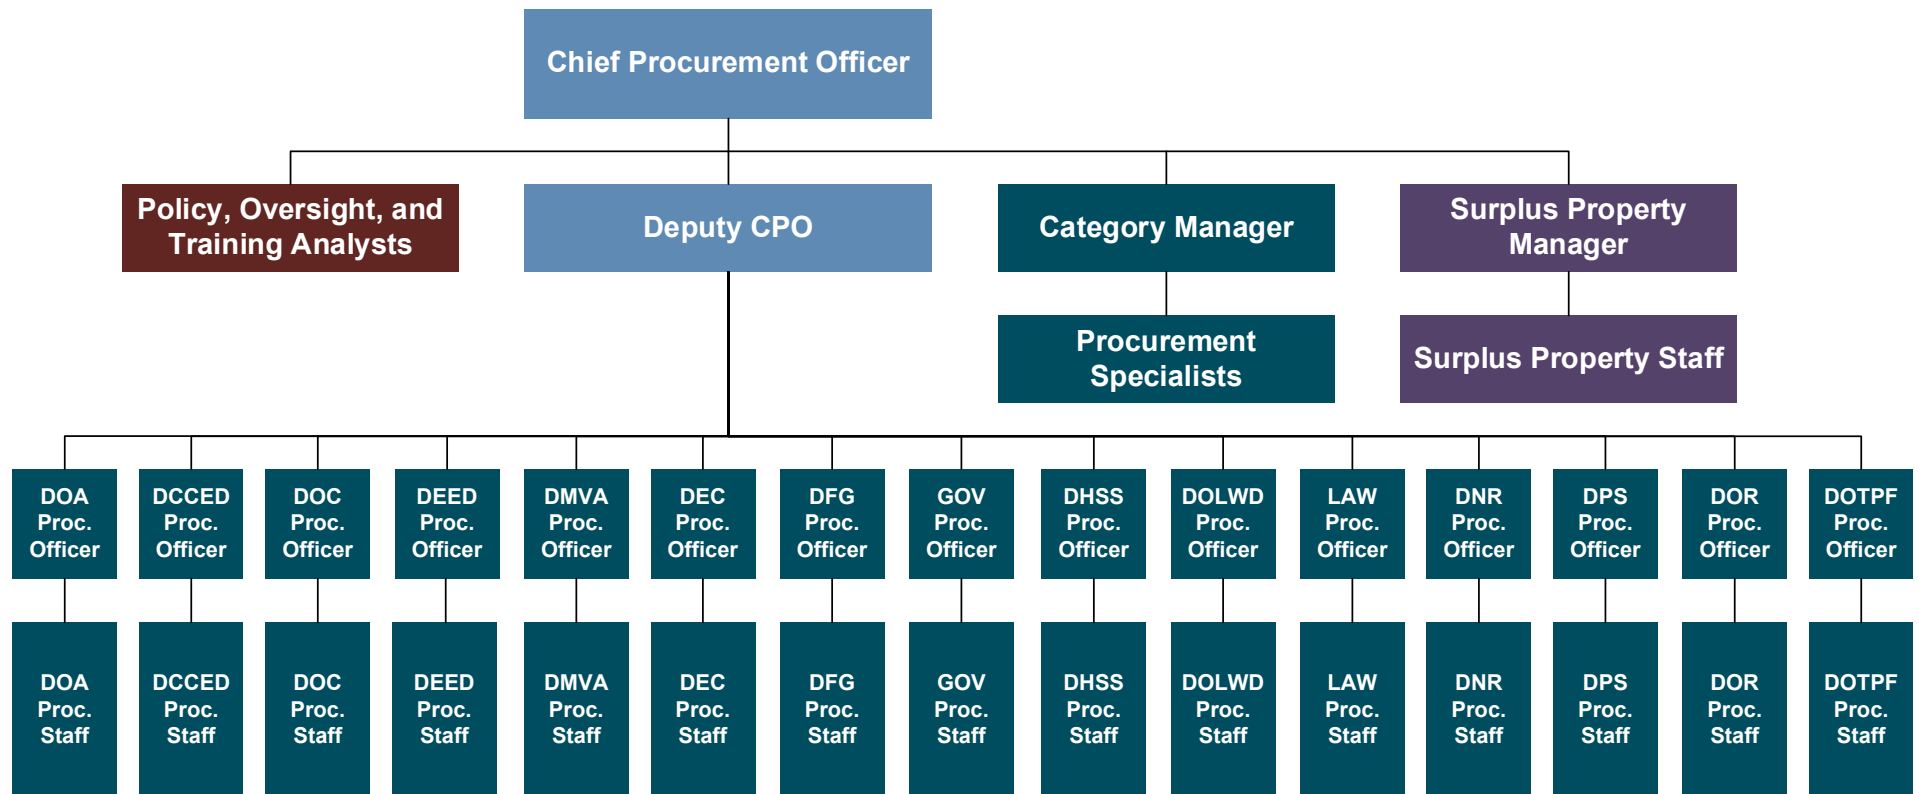 Chief Procurement Officer
Policy, Oversight, and
Training Analysts
Deputy CPO
Category Manager
Surplus Property
Manager
Procurement
Specialists
Surplus Property Staff
DOA
Proc.
Officer
DCCED
Proc.
Officer
DOC
Proc.
Officer
DEED
Proc.
Officer
DMVA
Proc.
Officer
DEC
Proc.
Officer
DFG
Proc.
Officer
GOV
Proc.
Officer
DHSS
Proc.
Officer
DOLWD
Proc.
Officer
LAW
Proc.
Officer
DNR
Proc.
Officer
DPS
Proc.
Officer
DOR
Proc.
Officer
DOTPF
Proc.
Officer
DOA
Proc.
Staff
DCCED
Proc.
Staff
DOC
Proc.
Staff
DEED
Proc.
Staff
DMVA
Proc.
Staff
DEC
Proc.
Staff
DFG
Proc.
Staff
GOV
Proc.
Staff
DHSS
Proc.
Staff
DOLWD
Proc.
Staff
LAW
Proc.
Staff
DNR
Proc.
Staff
DPS
Proc.
Staff
DOR
Proc.
Staff
DOTPF
Proc.
Staff